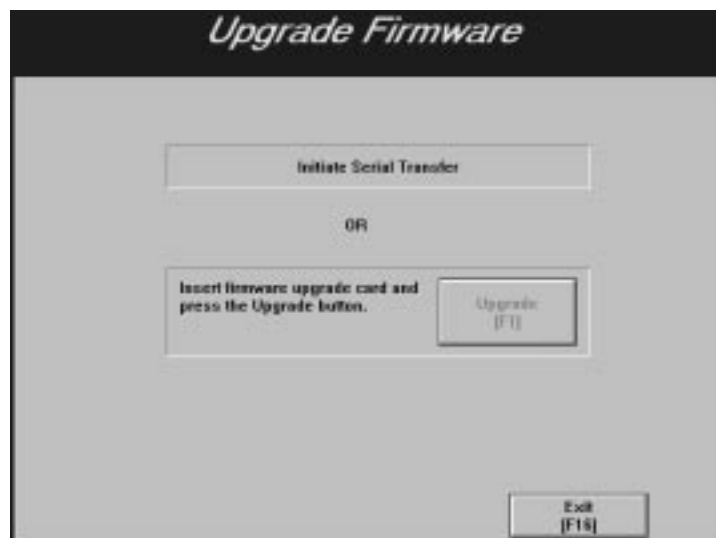 Upgrade Firmware
Initiate Serial Transfer
OR
Insert firmware upgrade card and
press the Upgrade button.
Upgrade
[F1]
Exit
[F16]